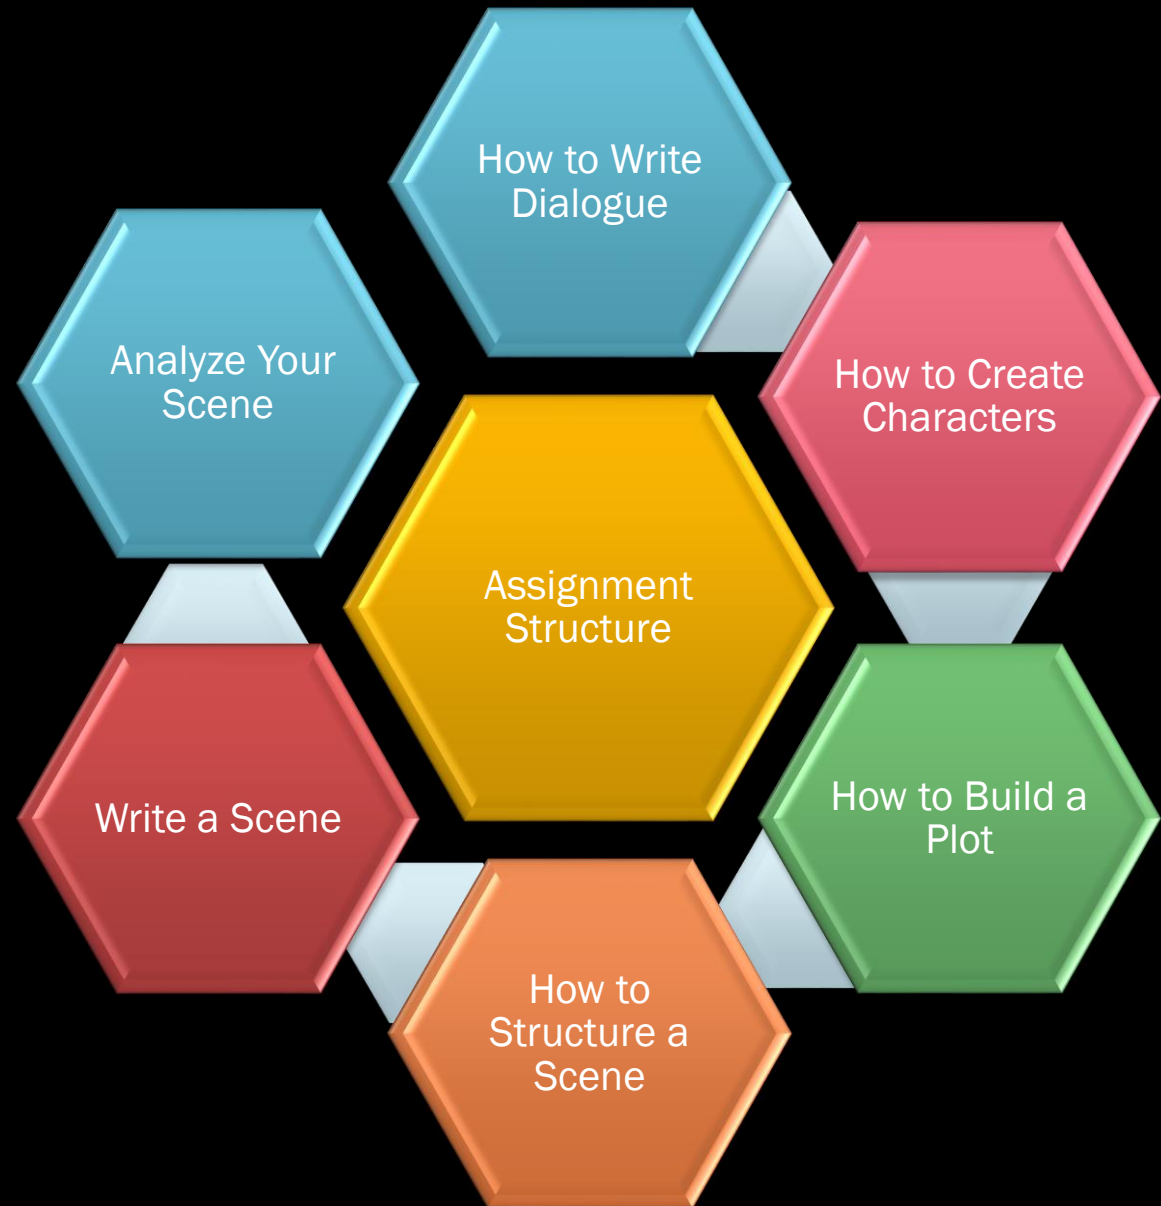 How to Write
Dialogue
How to Create
Characters
How to Build a
Plot
How to
Structure a
Scene
Write a Scene
Analyze Your
Scene
Assignment
Structure